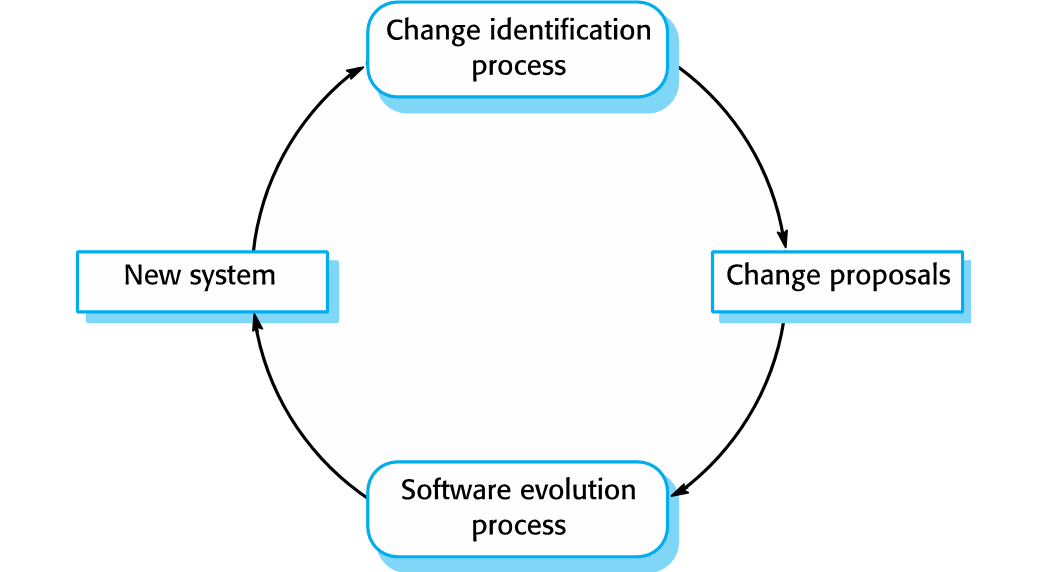 Change identification
process
New system
Change proposals
Software evolution
process